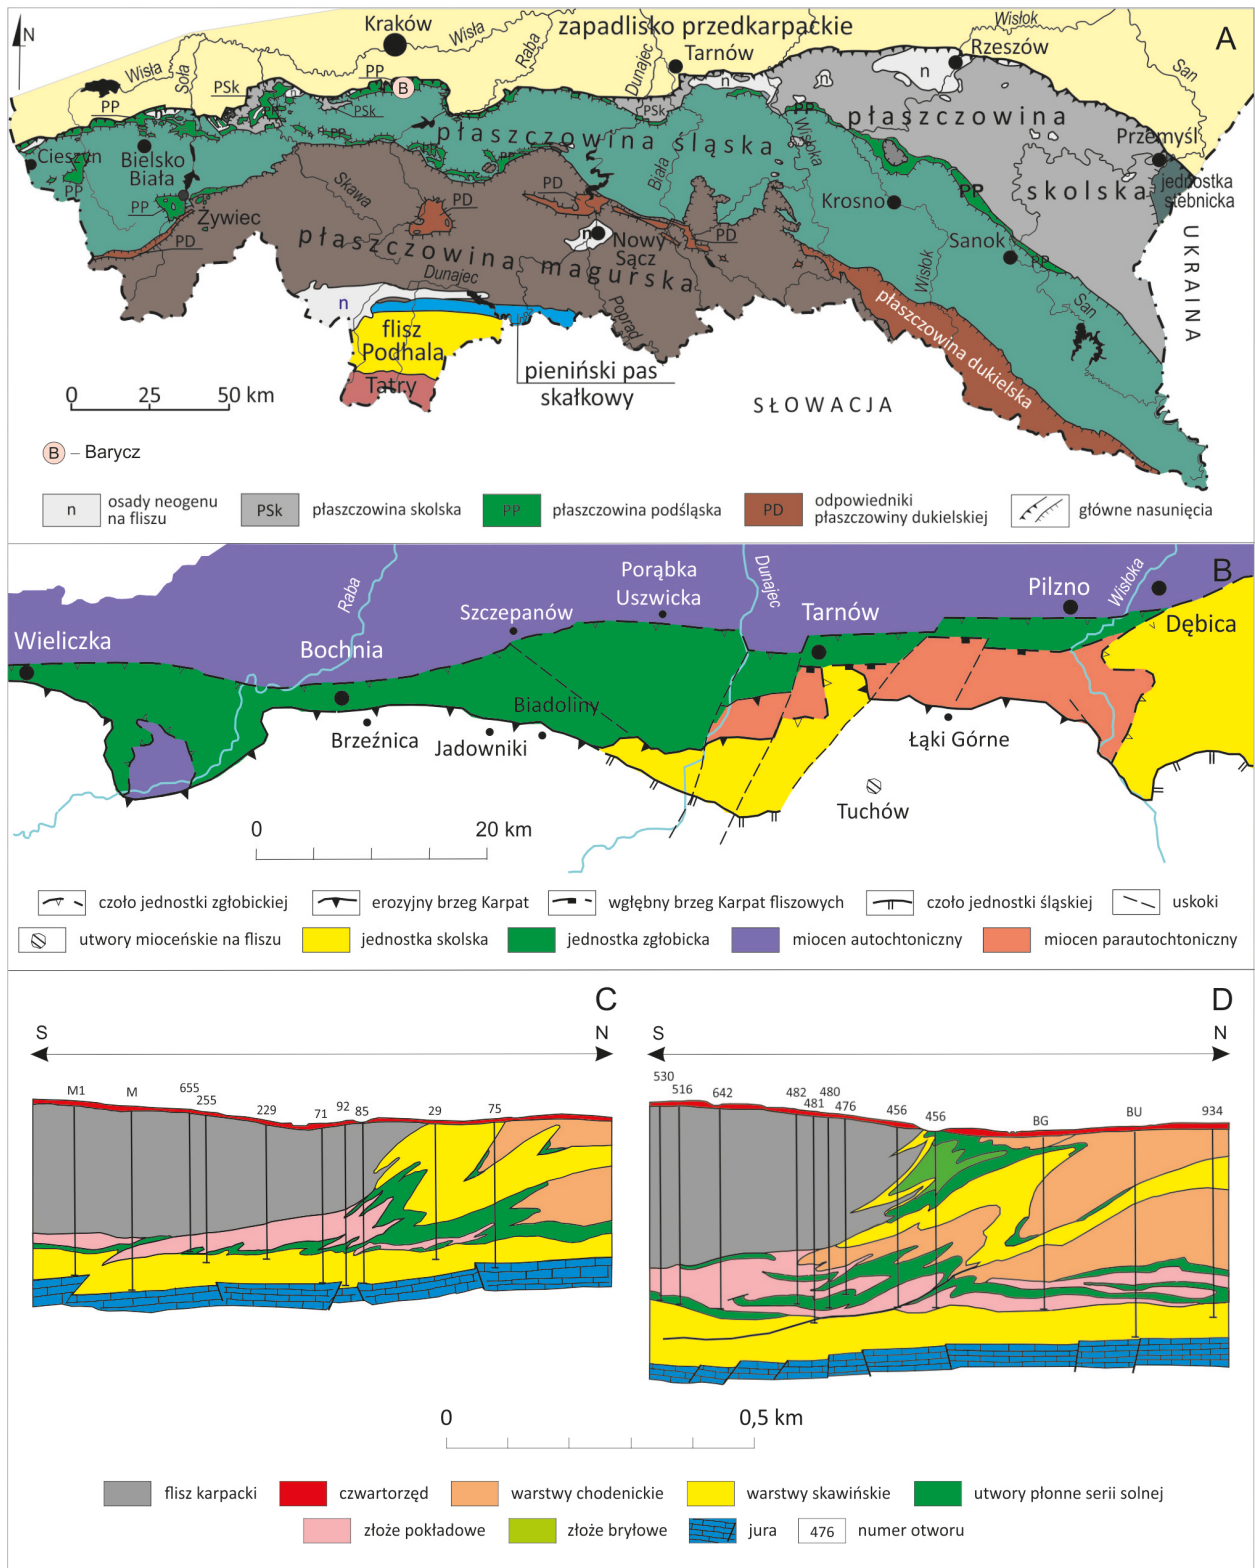 A
N
Kraków
Wisła
zapadlisko przedkarpackie
Wisłok
Raba
Dunajec
Tarnów
Rzeszów
San
Wisła
Soła
PP
PSk
PP
B
n
PSk
PSk
n
n
n
PP
płaszczowina
Przemyśl
Cieszyn
Bielsko
Biała
PP
PP
PP
płaszczowina śląska
Biała
Wisłoka
skolska
jednostka
stebnicka
PP
Krosno
Sanok
PP
Żywiec
PD
Skawa
PD
PD
PD
n
Nowy
Sącz
płaszczowina magurska
Dunajec
Poprad
Wisłok
San
UKRAINA
n
flisz
Podhala
Tatry
pieniński pas
skałkowy
płaszczowina dukielska
SŁOWACJA
0 25 50 km
B – Barycz
n osady neogenu
na fliszu
PSk płaszczowina skolska
PP płaszczowina podśląska
PD odpowiedniki
płaszczowiny dukielskiej
główne nasunięcia
B
Wieliczka
Raba
Bochnia
Szczepanów
Porąbka
Uszwicka
Dunajec
Tarnów
Pilzno
Wisłoka
Dębica
Brzeźnica
Jadowniki
Biadoliny
Łąki Górne
Tuchów
0 20 km
czoło jednostki zgłobickiej
erozyjny brzeg Karpat
wgłębny brzeg Karpat fliszowych
czoło jednostki śląskiej
uskoki
utwory mioceńskie na fliszu
jednostka skolska
jednostka zgłobicka
miocen autochtoniczny
miocen parautochtoniczny
C
S N
M1 M 655 255 229 71 92 85 29 75
D
S N
530 516 642 482 481 480 476 456 456 BG BU 934
0 0,5 km
flisz karpacki
czwartorzęd
warstwy chodenickie
warstwy skawińskie
utwory płonne serii solnej
złoże pokładowe
złoże bryłowe
jura
476 numer otworu